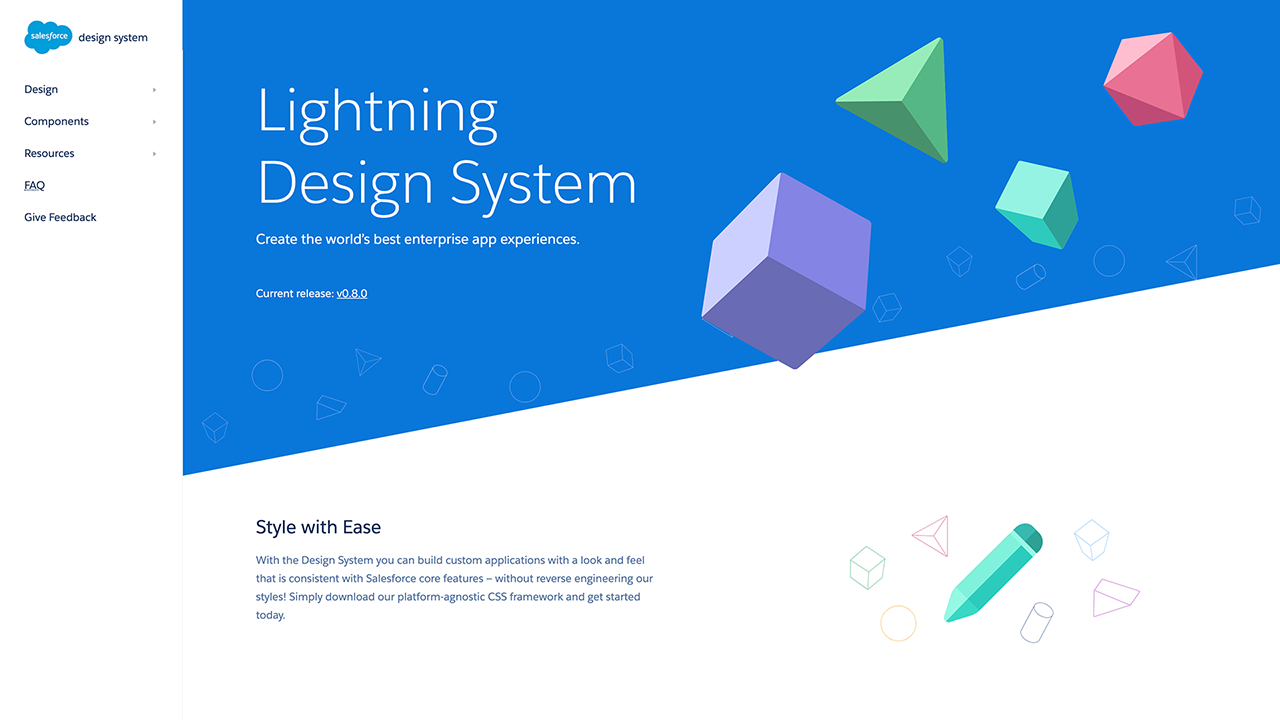 salesforce design system
Design
Components
Resources
FAQ
Give Feedback
Lightning
Design System
Create the world’s best enterprise app experiences.
Current release: v0.8.0
Style with Ease
With the Design System you can build custom applications with a look and feel
that is consistent with Salesforce core features – without reverse engineering our
styles! Simply download our platform-agnostic CSS framework and get started
today.